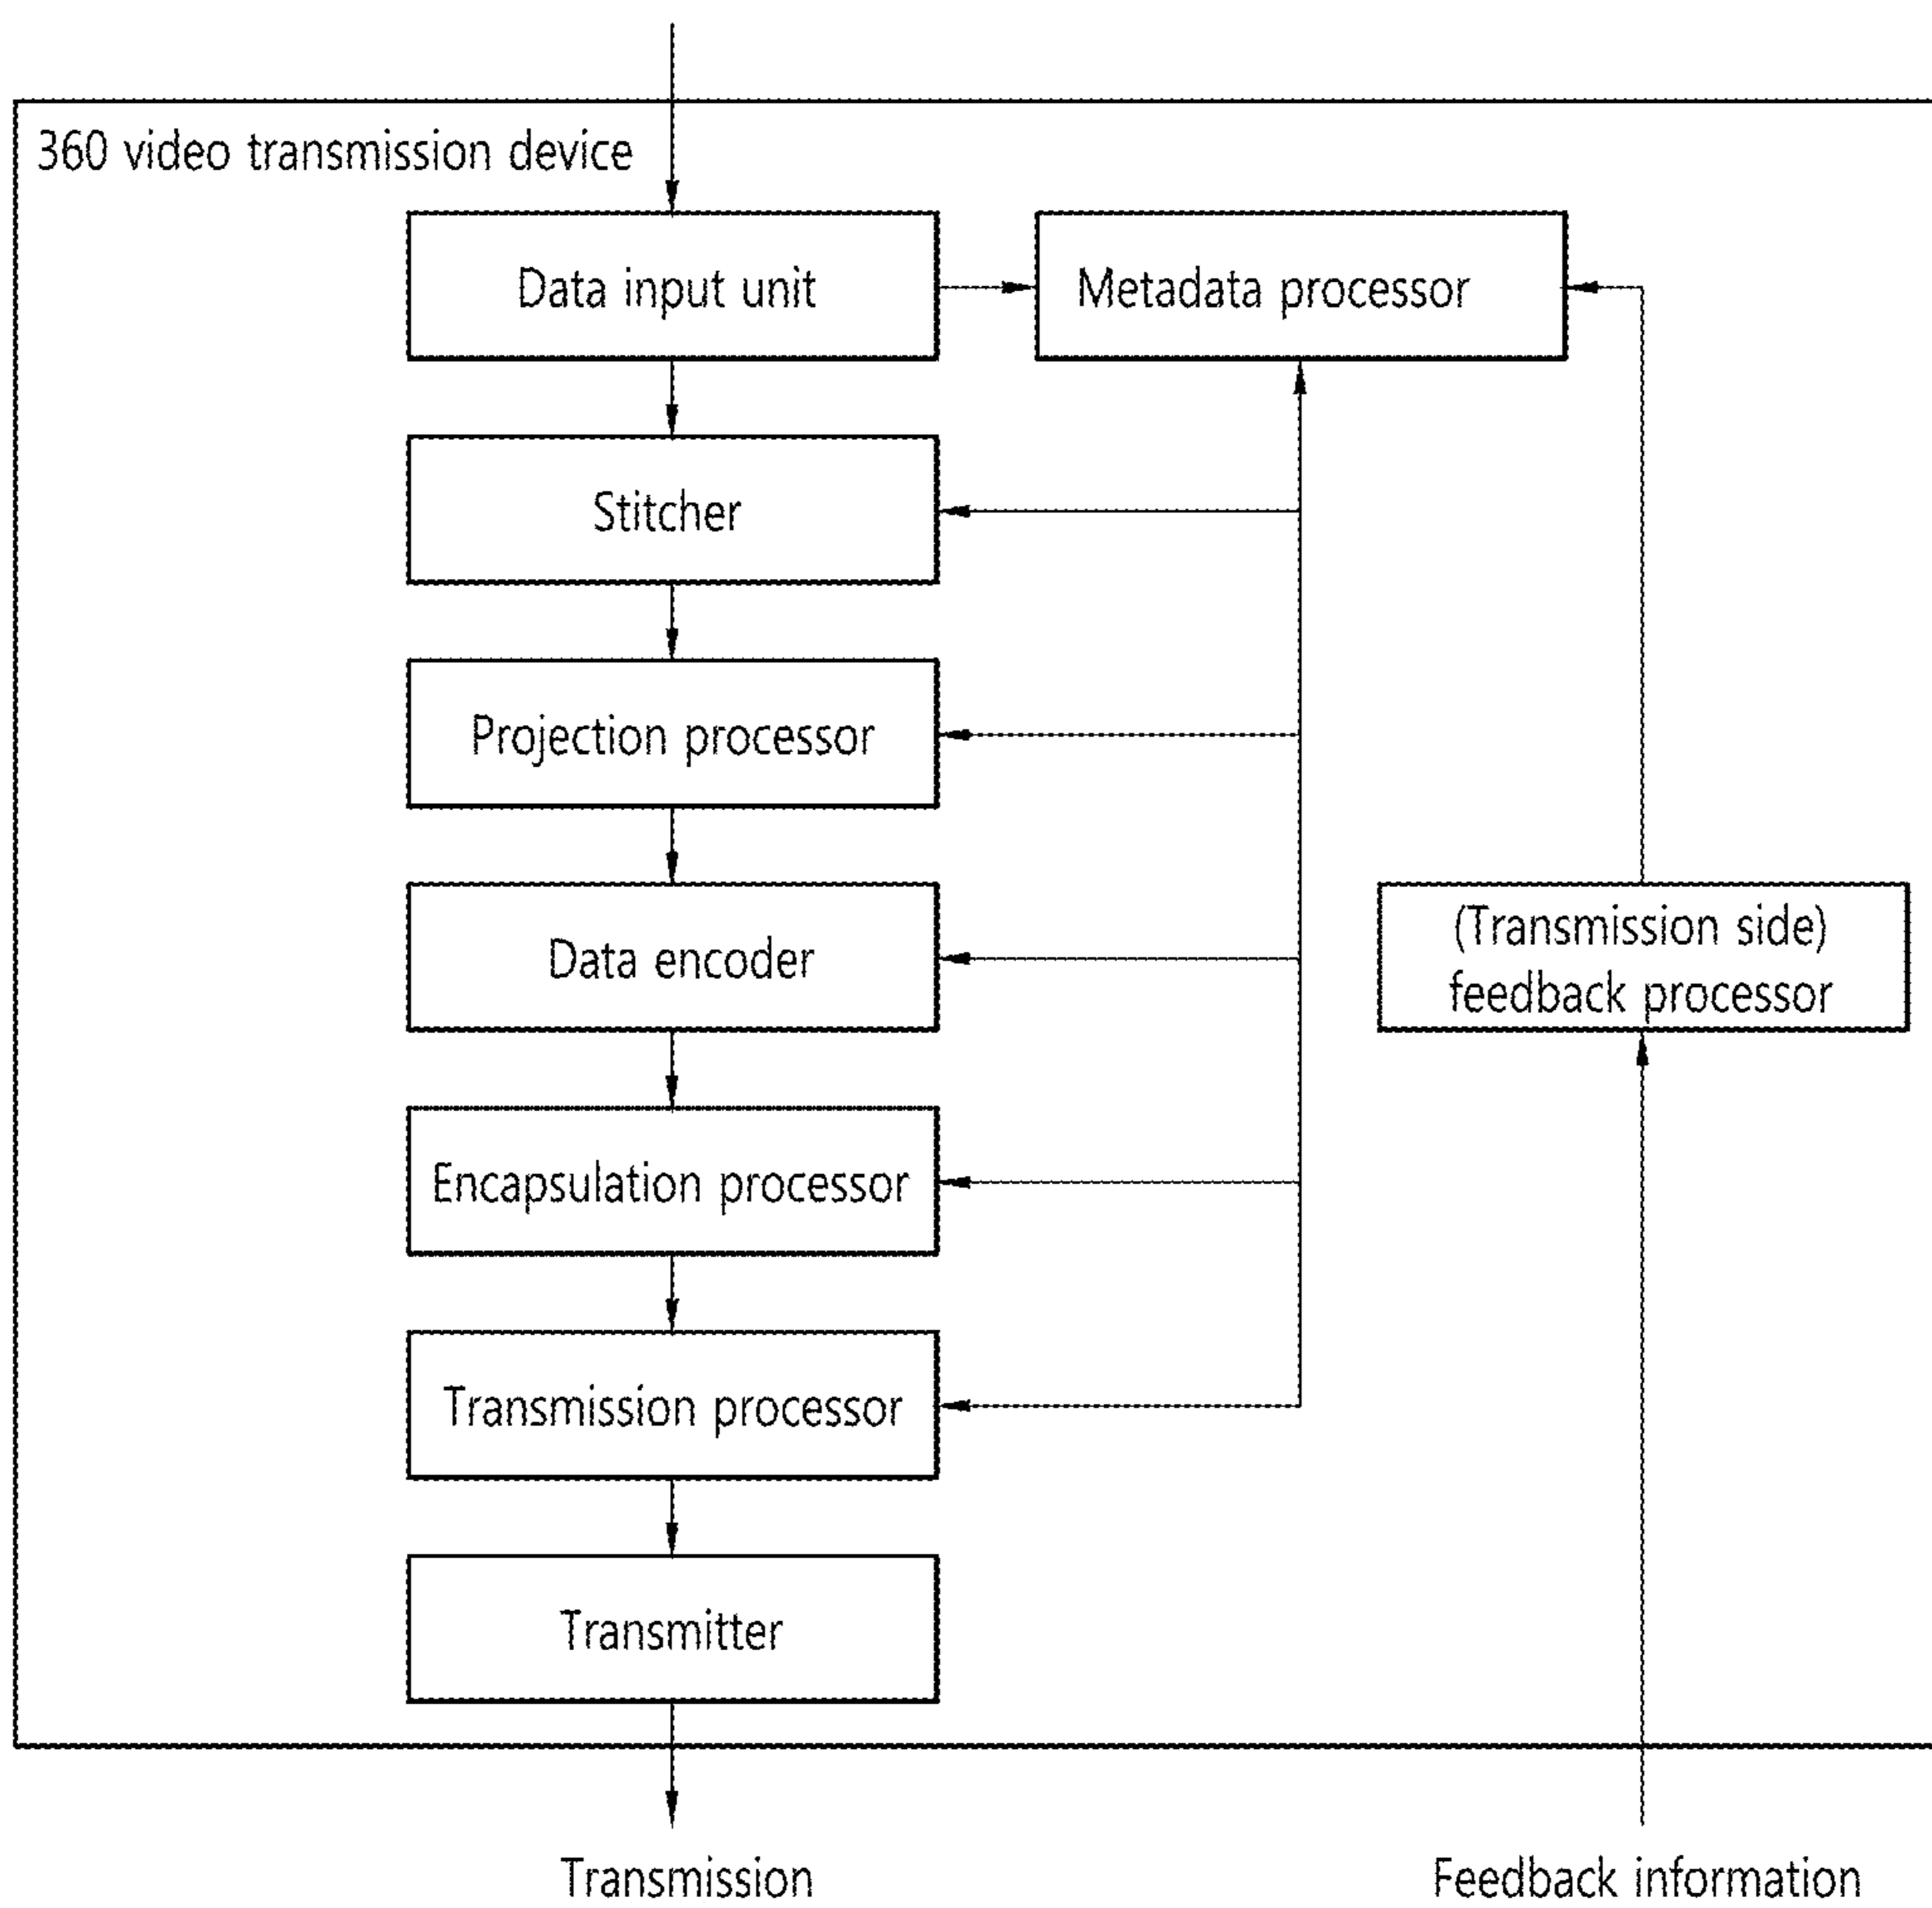 360 video transmission device
Data input unit
Metadata processor
Stitcher
Projection processor
Data encoder
(Transmission side)
feedback processor
Encapsulation processor
Transmission processor
Transmitter
Transmission
Feedback information